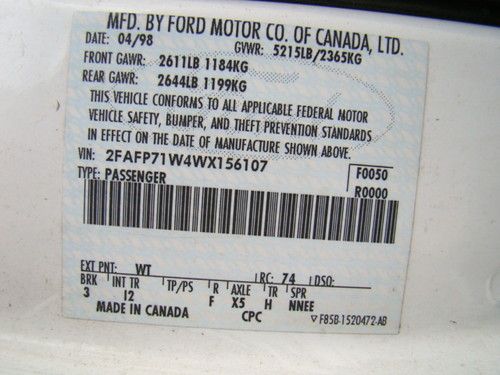 MFD. BY FORD MOTOR CO. OF CANADA, LTD.
DATE: 04/98 GVWR: 5215LB/2365KG
FRONT GAWR: 2611LB 1184KG
REAR GAWR: 2644LB 1199KG
THIS VEHICLE CONFORMS TO ALL APPLICABLE FEDERAL MOTOR
VEHICLE SAFETY, BUMPER, AND THEFT PREVENTION STANDARDS
IN EFFECT ON THE DATE OF MANUFACTURE SHOWN ABOVE.
VIN: 2FAFP71W4WX156107 F0050
TYPE: PASSENGER R0000
EXT PNT: WT RC: 74 DSO:
BRK INT TR TP/PS R AXLE TR SPR
3 I2 F X5 H NNEE
MADE IN CANADA CPC ▽F85B-1520472-AB